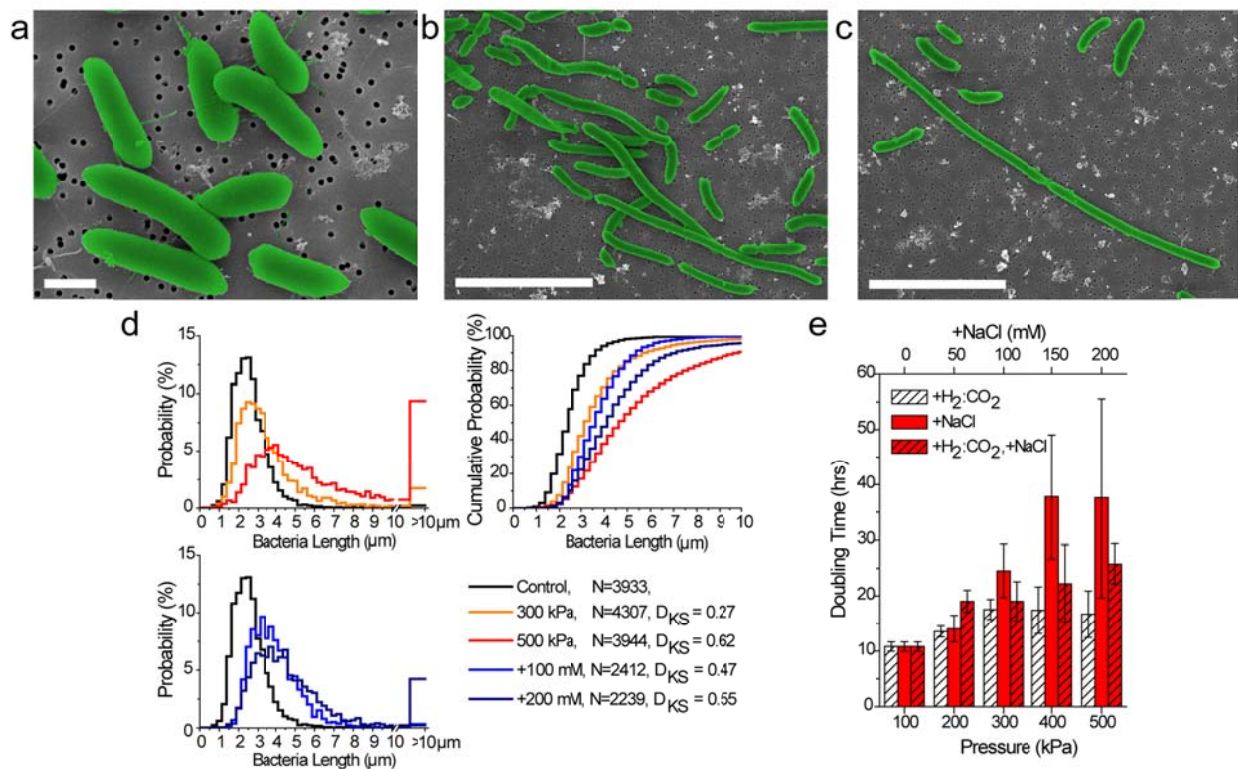 a
b
c
d
15
10
5
0
Probability (%)
0 1 2 3 4 5 6 7 8 9 10 >10µm
Bacteria Length (µm)
100
80
60
40
20
0
Cumulative Probability (%)
0 1 2 3 4 5 6 7 8 9 10
Bacteria Length (µm)
15
10
5
0
Probability (%)
0 1 2 3 4 5 6 7 8 9 10 >10µm
Bacteria Length (µm)
Control, N=3933,
300 kPa, N=4307, D_KS = 0.27
500 kPa, N=3944, D_KS = 0.62
+100 mM, N=2412, D_KS = 0.47
+200 mM, N=2239, D_KS = 0.55
e
+NaCl (mM)
0 50 100 150 200
60
50
40
30
20
10
0
Doubling Time (hrs)
+H₂:CO₂
+NaCl
+H₂:CO₂,+NaCl
100 200 300 400 500
Pressure (kPa)